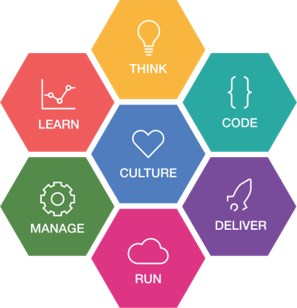 THINK
LEARN
CODE
CULTURE
MANAGE
DELIVER
RUN